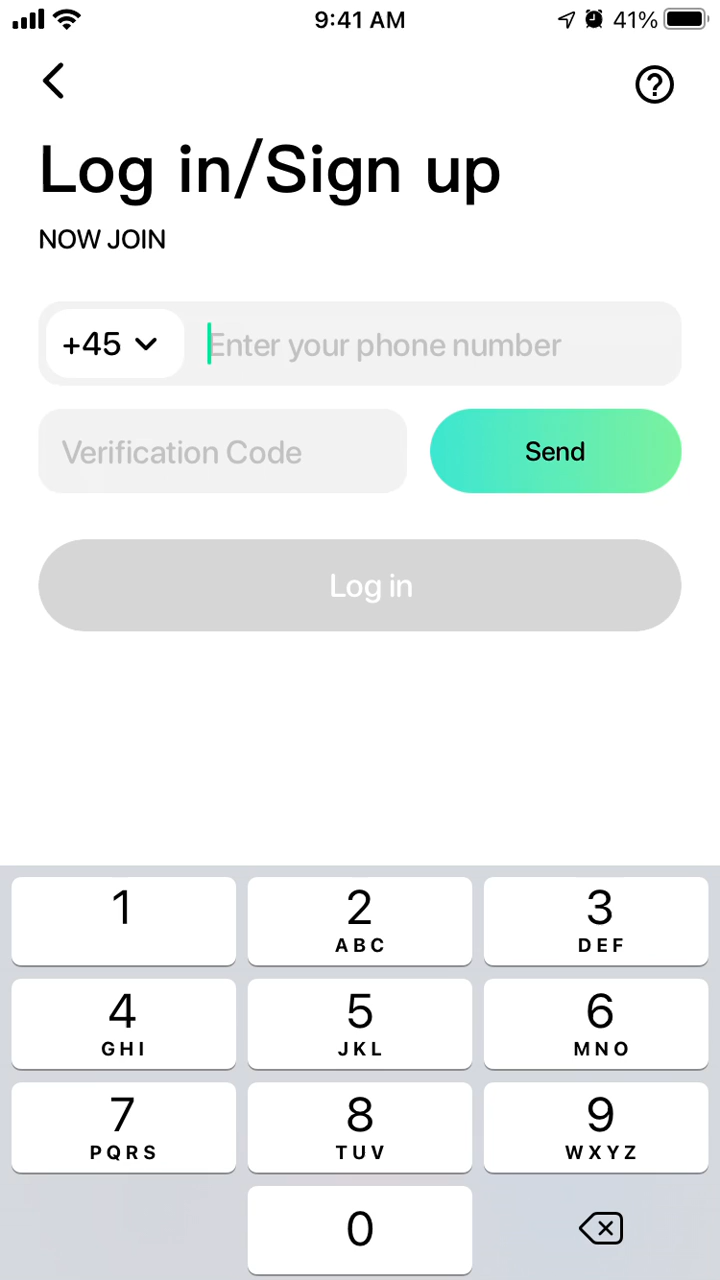 9:41 AM
41%
Log in/Sign up
NOW JOIN
+45
Enter your phone number
Verification Code
Send
Log in
1
2
3
ABC
DEF
4
5
6
GHI
JKL
MNO
7
8
9
PQRS
TUV
WXYZ
0